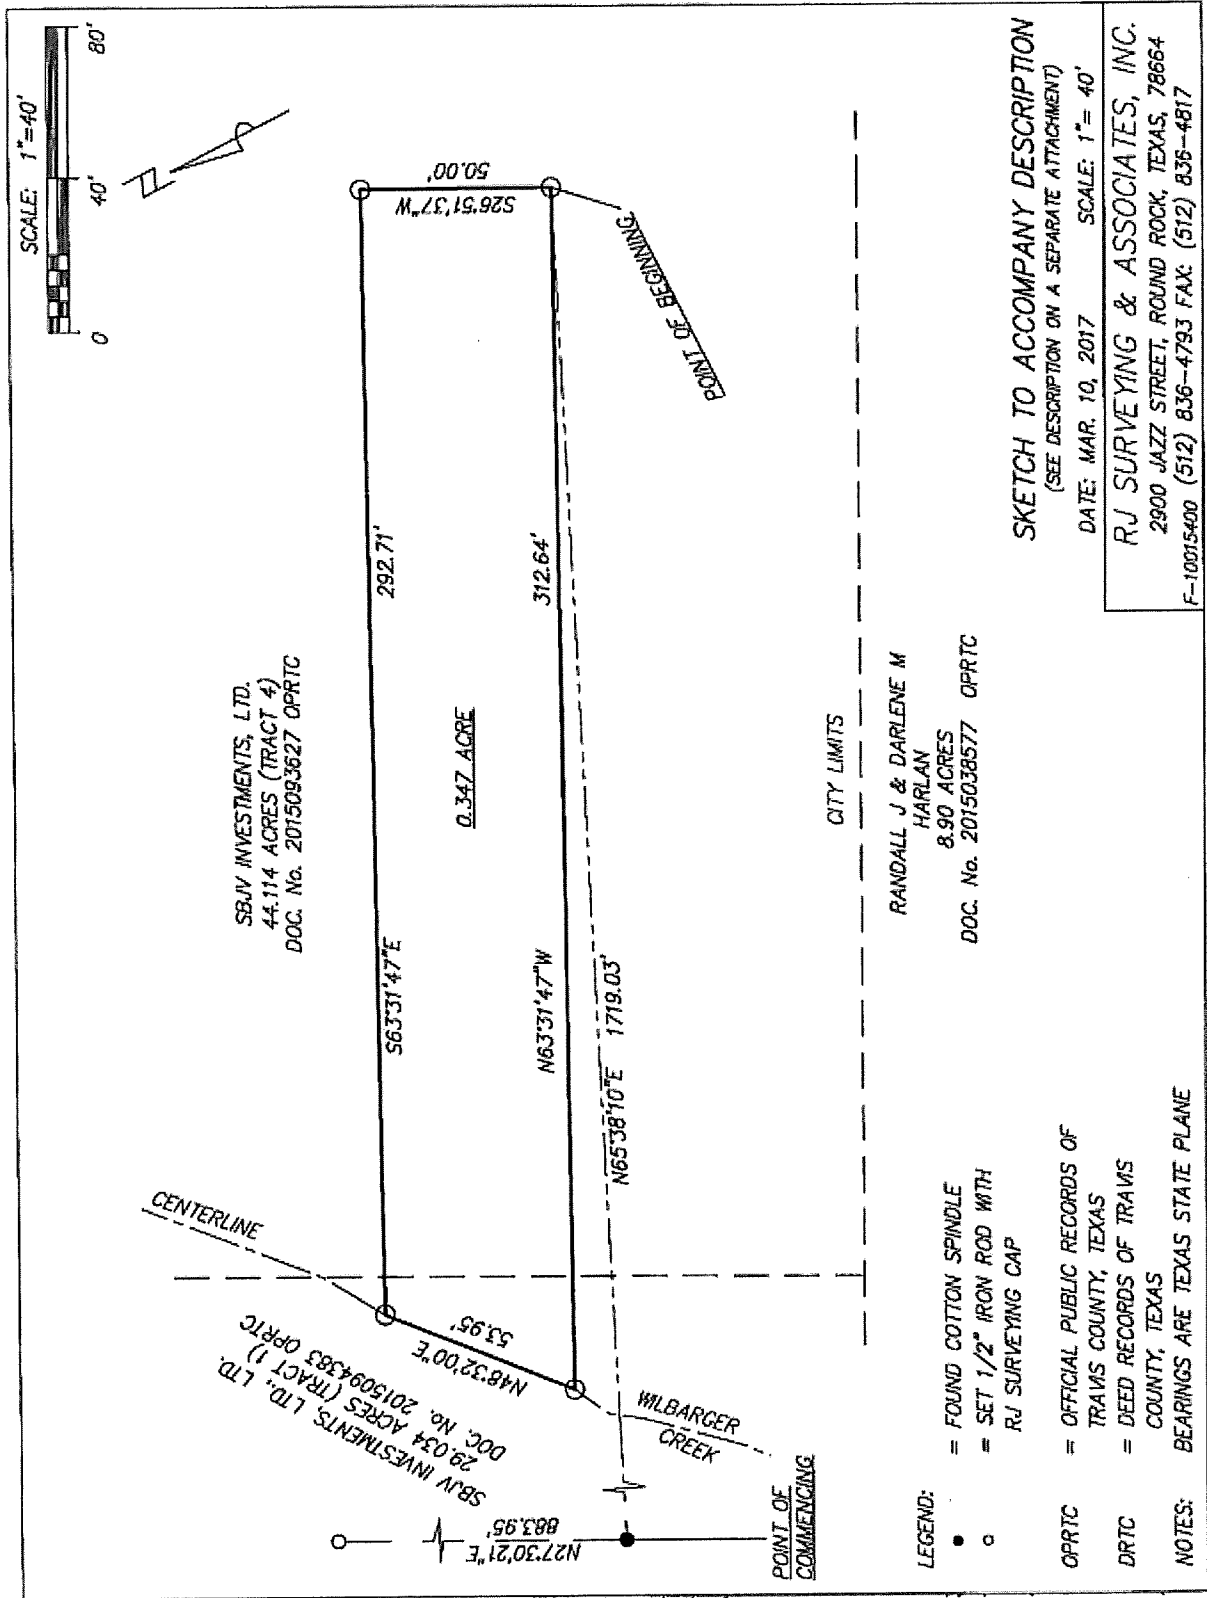 SCALE: 1"=40'
0
40'
80'
N
SBJV INVESTMENTS, LTD.
44.114 ACRES (TRACT 4)
DOC. No. 2015093627 OPRTC
CENTERLINE
S63°31'47"E
292.71'
S26°51'37"W
50.00'
0.347 ACRE
SBJV INVESTMENTS, LTD., LTD.
29.034 ACRES (TRACT 1)
DOC. No. 2015094383 OPRTC
N48°32'00"E
53.95'
N63°31'47"W
312.64'
POINT OF BEGINNING
N65°38'10"E 1719.03'
WILBARGER
CREEK
N27°30'21"E
883.95'
POINT OF
COMMENCING
CITY LIMITS
RANDALL J & DARLENE M
HARLAN
8.90 ACRES
DOC. No. 2015038577 OPRTC
LEGEND:
● = FOUND COTTON SPINDLE
○ = SET 1/2" IRON ROD WITH
RJ SURVEYING CAP
OPRTC = OFFICIAL PUBLIC RECORDS OF
TRAVIS COUNTY, TEXAS
DRTC = DEED RECORDS OF TRAVIS
COUNTY, TEXAS
NOTES: BEARINGS ARE TEXAS STATE PLANE
SKETCH TO ACCOMPANY DESCRIPTION
(SEE DESCRIPTION ON A SEPARATE ATTACHMENT)
DATE: MAR. 10, 2017 SCALE: 1"= 40'
RJ SURVEYING & ASSOCIATES, INC.
2900 JAZZ STREET, ROUND ROCK, TEXAS, 78664
F-10015400 (512) 836-4793 FAX: (512) 836-4817